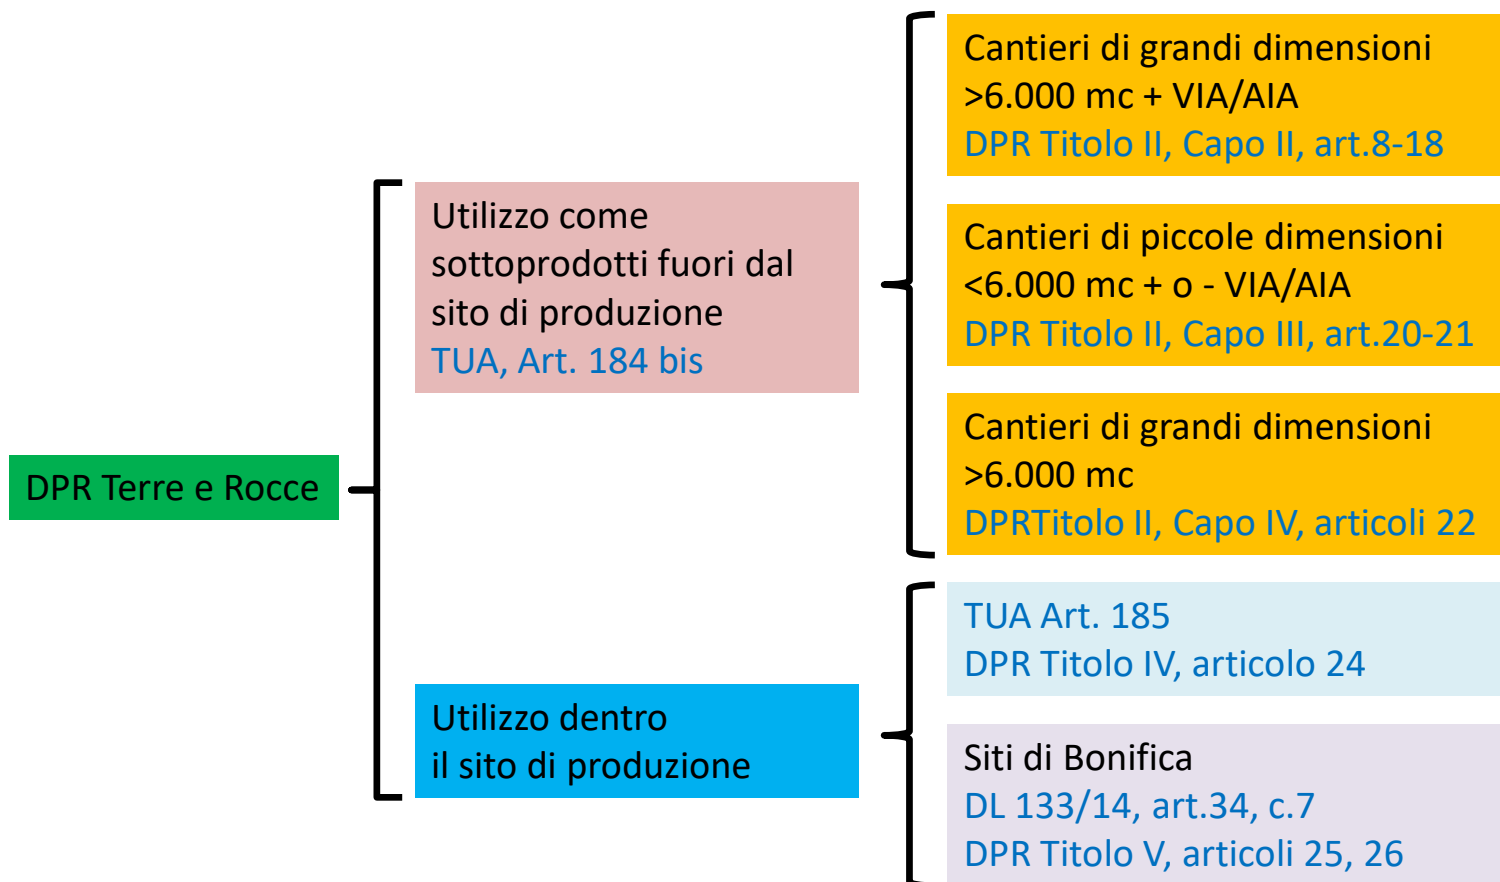 DPR Terre e Rocce
Utilizzo come
sottoprodotti fuori dal
sito di produzione
TUA, Art. 184 bis
Cantieri di grandi dimensioni
>6.000 mc + VIA/AIA
DPR Titolo II, Capo II, art.8-18
Cantieri di piccole dimensioni
<6.000 mc + o - VIA/AIA
DPR Titolo II, Capo III, art.20-21
Cantieri di grandi dimensioni
>6.000 mc
DPRTitolo II, Capo IV, articoli 22
Utilizzo dentro
il sito di produzione
TUA Art. 185
DPR Titolo IV, articolo 24
Siti di Bonifica
DL 133/14, art.34, c.7
DPR Titolo V, articoli 25, 26